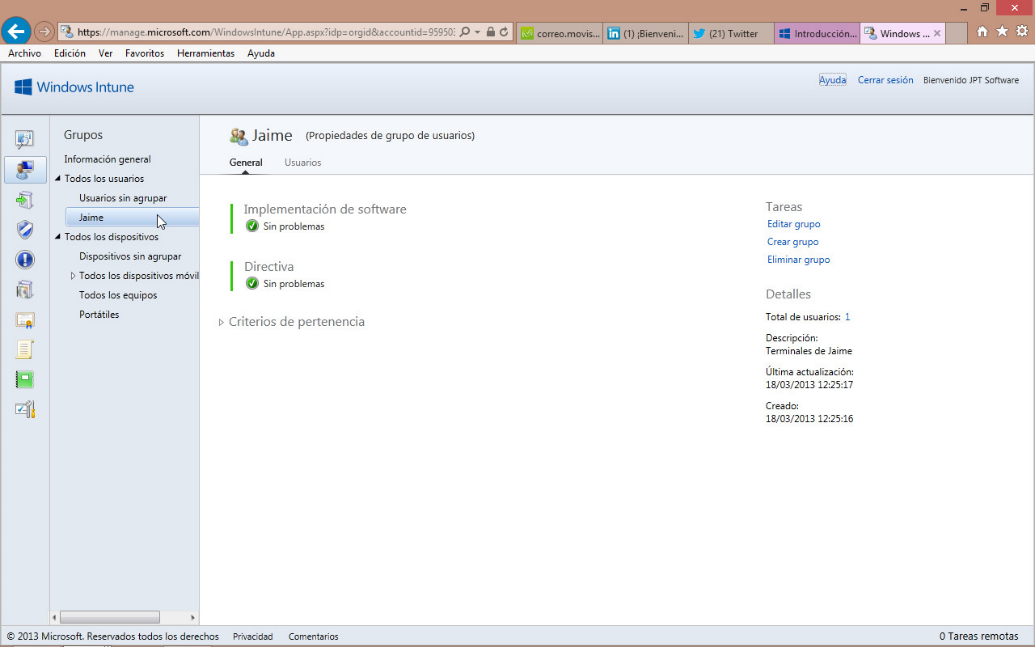 https://manage.microsoft.com/WindowsIntune/App.aspx?idp=orgid&accountid=95950
correo.movis...
(1) ¡Bienveni...
(21) Twitter
Introducción...
Windows ...
Archivo Edición Ver Favoritos Herramientas Ayuda
Windows Intune
Ayuda Cerrar sesión Bienvenido JPT Software
Grupos
Información general
Todos los usuarios
Usuarios sin agrupar
Jaime
Todos los dispositivos
Dispositivos sin agrupar
Todos los dispositivos móvil
Todos los equipos
Portátiles
Jaime (Propiedades de grupo de usuarios)
General Usuarios
Implementación de software
Sin problemas
Directiva
Sin problemas
Criterios de pertenencia
Tareas
Editar grupo
Crear grupo
Eliminar grupo
Detalles
Total de usuarios: 1
Descripción:
Terminales de Jaime
Última actualización:
18/03/2013 12:25:17
Creado:
18/03/2013 12:25:16
© 2013 Microsoft. Reservados todos los derechos Privacidad Comentarios
0 Tareas remotas